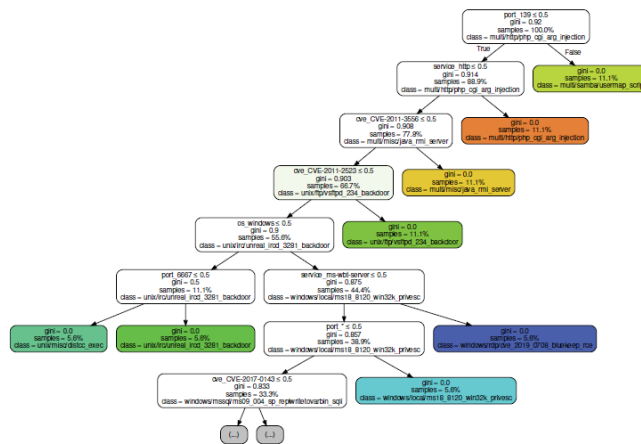 port_139 ≤ 0.5
gini = 0.92
samples = 100.0%
class = multi/http/php_cgi_arg_injection
True
False
service_http ≤ 0.5
gini = 0.914
samples = 88.9%
class = multi/http/php_cgi_arg_injection
gini = 0.0
samples = 11.1%
class = multi/samba/usermap_script
cve_CVE-2011-3556 ≤ 0.5
gini = 0.908
samples = 77.8%
class = multi/misc/java_rmi_server
gini = 0.0
samples = 11.1%
class = multi/http/php_cgi_arg_injection
cve_CVE-2011-2523 ≤ 0.5
gini = 0.903
samples = 66.7%
class = unix/ftp/vsftpd_234_backdoor
gini = 0.0
samples = 11.1%
class = multi/misc/java_rmi_server
os_windows ≤ 0.5
gini = 0.9
samples = 55.6%
class = unix/irc/unreal_ircd_3281_backdoor
gini = 0.0
samples = 11.1%
class = unix/ftp/vsftpd_234_backdoor
port_6667 ≤ 0.5
gini = 0.5
samples = 11.1%
class = unix/irc/unreal_ircd_3281_backdoor
service_ms-wbt-server ≤ 0.5
gini = 0.875
samples = 44.4%
class = windows/local/ms18_8120_win32k_privesc
gini = 0.0
samples = 5.6%
class = unix/misc/distcc_exec
gini = 0.0
samples = 5.6%
class = unix/irc/unreal_ircd_3281_backdoor
port_* ≤ 0.5
gini = 0.857
samples = 38.9%
class = windows/local/ms18_8120_win32k_privesc
gini = 0.0
samples = 5.6%
class = windows/rdp/cve_2019_0708_bluekeep_rce
cve_CVE-2017-0143 ≤ 0.5
gini = 0.833
samples = 33.3%
class = windows/mssql/ms09_004_sp_replwritetovarbin_sqli
gini = 0.0
samples = 5.6%
class = windows/local/ms18_8120_win32k_privesc
(...)
(...)